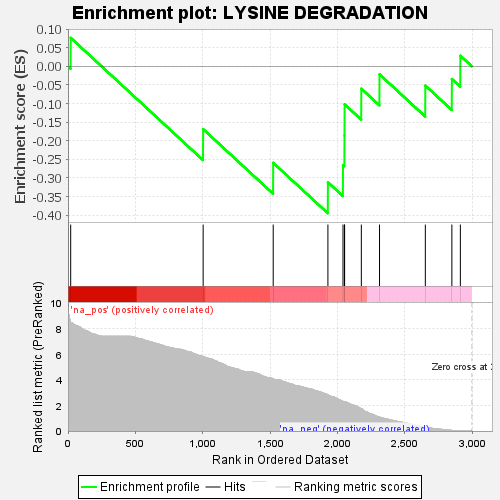 Enrichment plot: LYSINE DEGRADATION
Enrichment score (ES)
0.10
0.05
0.00
-0.05
-0.10
-0.15
-0.20
-0.25
-0.30
-0.35
-0.40
Ranked list metric (PreRanked)
10
8
6
4
2
0
'na_pos' (positively correlated)
Zero cross at
'na_neg' (negatively correlated)
0 500 1,000 1,500 2,000 2,500 3,000
Rank in Ordered Dataset
Enrichment profile Hits Ranking metric scores